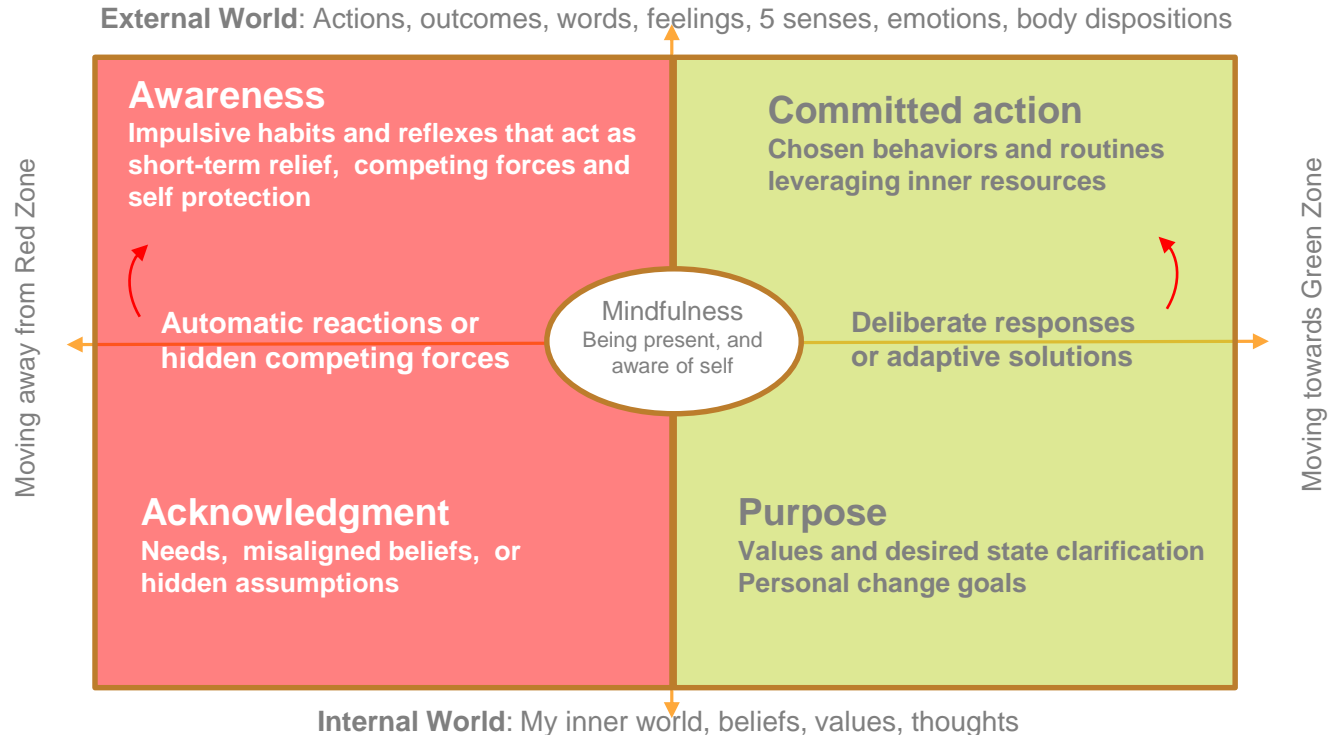 External World: Actions, outcomes, words, feelings, 5 senses, emotions, body dispositions
Awareness
Impulsive habits and reflexes that act as
short-term relief, competing forces and
self protection
Committed action
Chosen behaviors and routines
leveraging inner resources
Moving away from Red Zone
Automatic reactions or
hidden competing forces
Mindfulness
Being present, and
aware of self
Deliberate responses
or adaptive solutions
Moving towards Green Zone
Acknowledgment
Needs, misaligned beliefs, or
hidden assumptions
Purpose
Values and desired state clarification
Personal change goals
Internal World: My inner world, beliefs, values, thoughts